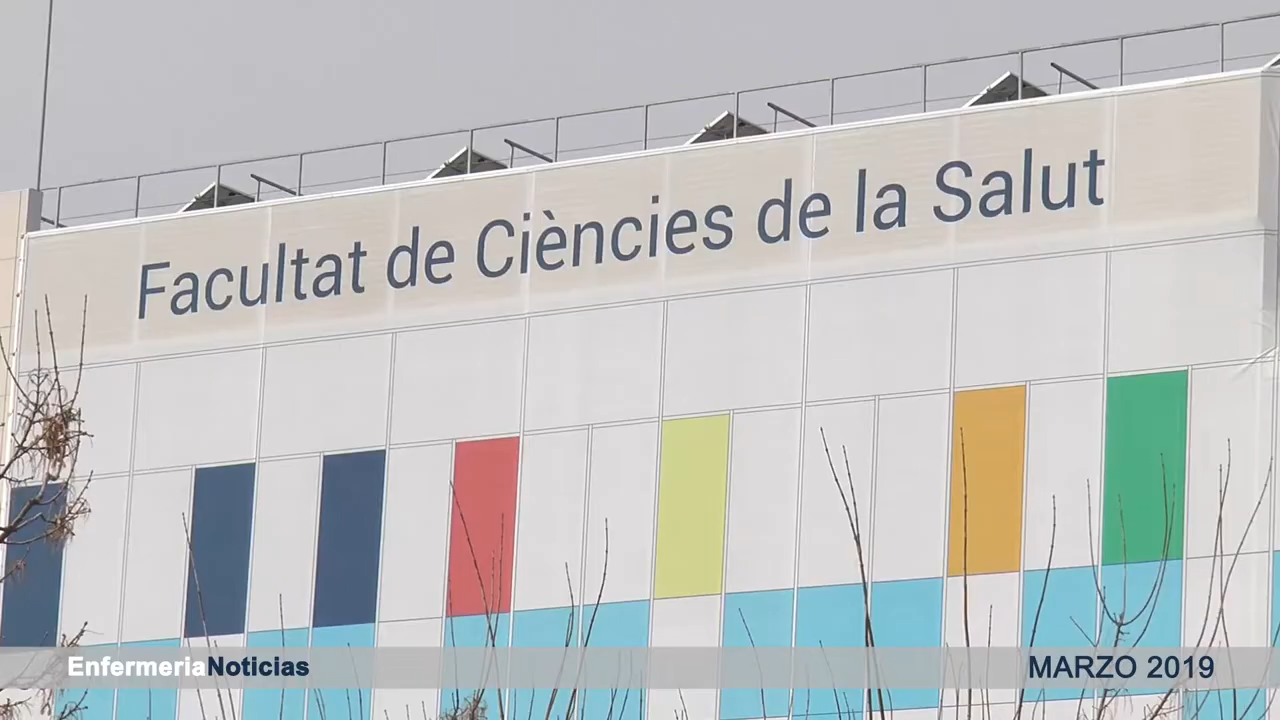 Facultat de Ciències de la Salut
EnfermeriaNoticias
MARZO 2019